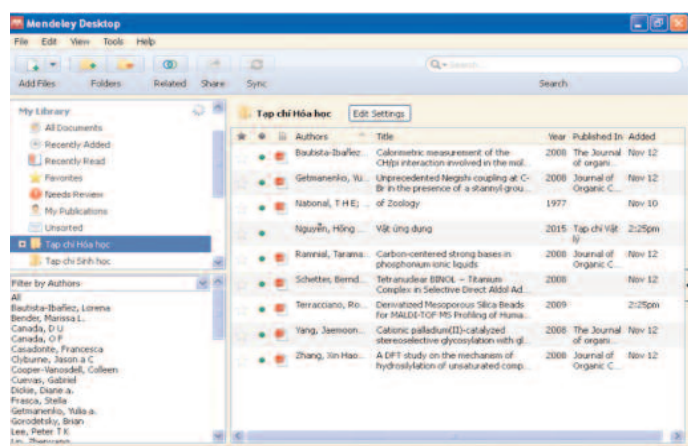 Mendeley Desktop
File Edit View Tools Help
Add Files Folders Related Share Sync Search
My Library
All Documents
Recently Added
Recently Read
Favorites
Needs Review
My Publications
Unsorted
Tạp chí Hóa học
Tạp chí Sinh học
Filter by Authors
All
Bautista-Ibañez, Lorena
Bender, Marissa L.
Canada, D U
Canada, O F
Casadonte, Francesca
Clyburne, Jason a C
Cooper-Vanosdell, Colleen
Cuevas, Gabriel
Dickie, Diane a.
Frasca, Stella
Getmanenko, Yulia a.
Gorodetsky, Brian
Lee, Peter T K
Tạp chí Hóa học Edit Settings
Authors Title Year Published In Added
Bautista-Ibañez... Calorimetric measurement of the 2008 The Journal Nov 12
CH/pi interaction involved in the mol... of organi...
Getmanenko, Yu... Unprecedented Negishi coupling at C- 2008 Journal of Nov 12
Br in the presence of a stannyl grou... Organic C...
National, T H E; ... of Zoology 1977 Nov 10
Nguyễn, Hồng ... Vật ứng dụng 2015 Tạp chí Vật 2:25pm
lý
Ramnial, Tarama... Carbon-centered strong bases in 2008 Journal of Nov 12
phosphonium ionic liquids Organic C...
Schetter, Bernd... Tetranuclear BINOL – Titanium 2008 Nov 12
Complex in Selective Direct Aldol Ad...
Terracciano, Ro... Derivatized Mesoporous Silica Beads 2009 2:25pm
for MALDI-TOF MS Profiling of Huma...
Yang, Jaemoon... Cationic palladium(II)-catalyzed 2008 The Journal Nov 12
stereoselective glycosylation with gl... of Organic C...
Zhang, Xin Hao... A DFT study on the mechanism of 2008 Journal of Nov 12
hydrosilylation of unsaturated comp... Organic C...